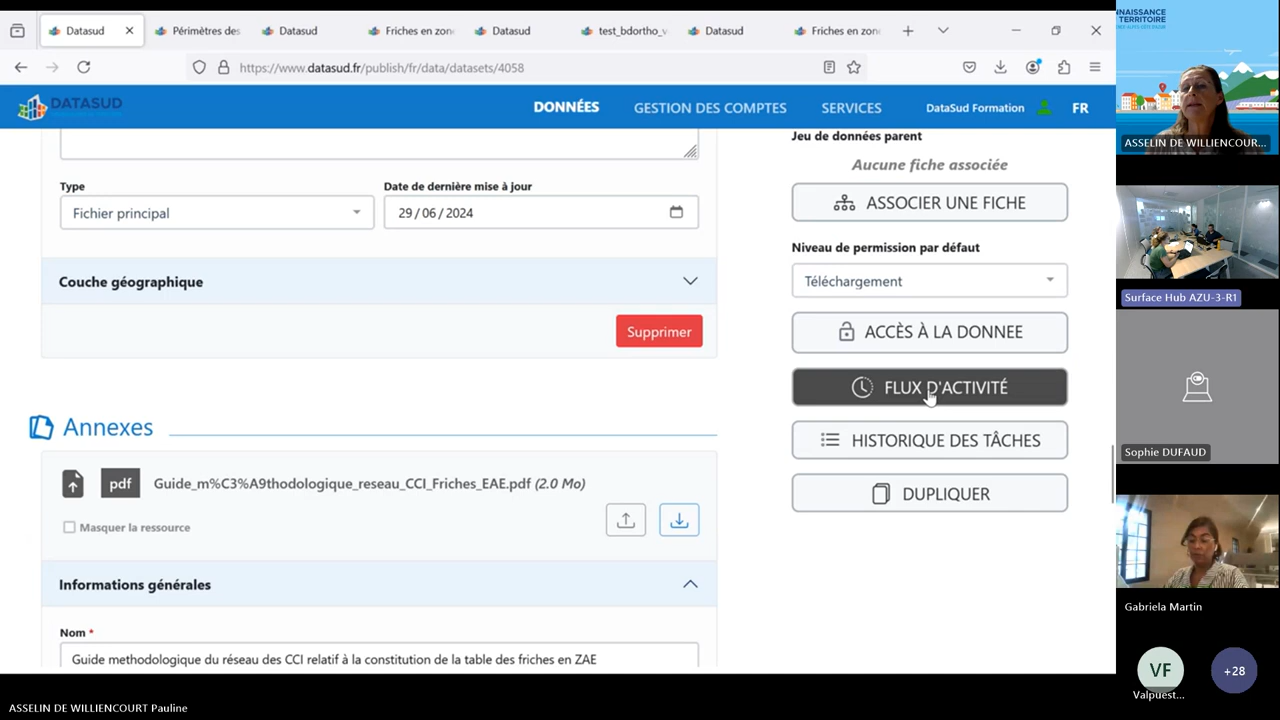 Datasud
Périmètres des
Datasud
Friches en zon
Datasud
test_bdortho_v
Datasud
Friches en zon
https://www.datasud.fr/publish/fr/data/datasets/4058
DATASUD
DONNÉES
GESTION DES COMPTES
SERVICES
DataSud Formation
FR
Type
Date de dernière mise à jour
Fichier principal
29 / 06 / 2024
Couche géographique
Supprimer
Annexes
pdf
Guide_m%C3%A9thodologique_reseau_CCI_Friches_EAE.pdf (2.0 Mo)
Masquer la ressource
Informations générales
Nom *
Guide methodologique du réseau des CCI relatif à la constitution de la table des friches en ZAE
Jeu de données parent
Aucune fiche associée
ASSOCIER UNE FICHE
Niveau de permission par défaut
Téléchargement
ACCÈS À LA DONNEE
FLUX D'ACTIVITÉ
HISTORIQUE DES TÂCHES
DUPLIQUER
NNAISSANCE
TERRITOIRE
ASSELIN DE WILLIENCOUR...
Surface Hub AZU-3-R1
Sophie DUFAUD
Gabriela Martin
VF
Valpuest...
+28
ASSELIN DE WILLIENCOURT Pauline